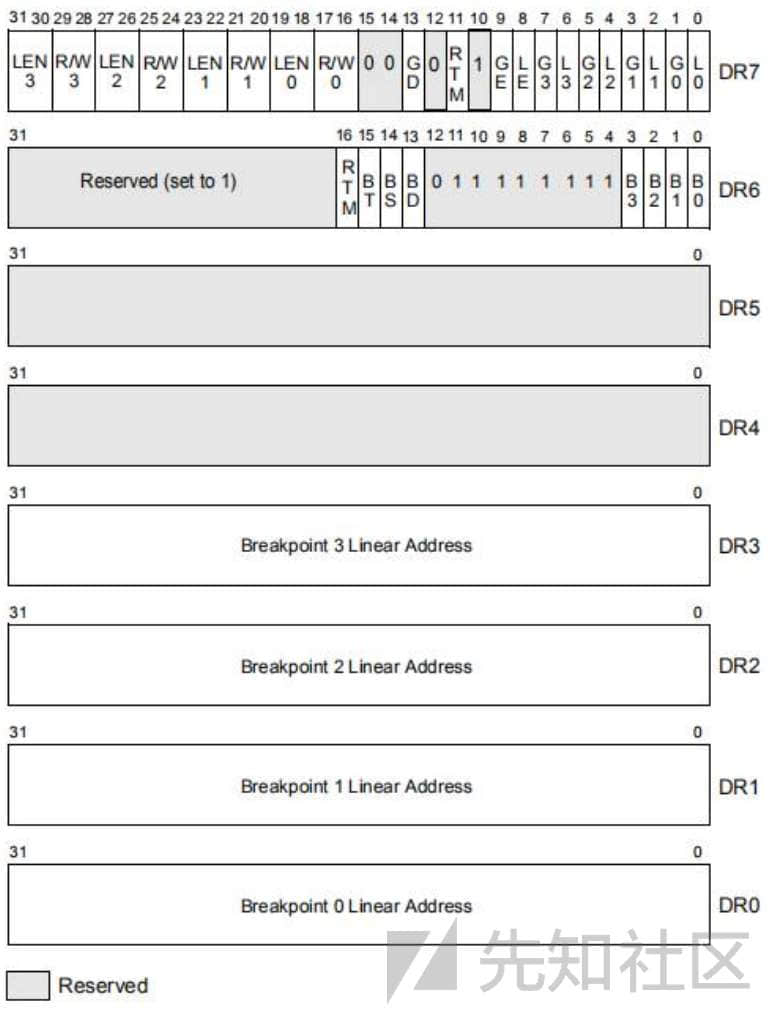 31 30 29 28 27 26 25 24 23 22 21 20 19 18 17 16 15 14 13 12 11 10 9 8 7 6 5 4 3 2 1 0
LEN 3 R/W 3 LEN 2 R/W 2 LEN 1 R/W 1 LEN 0 R/W 0 0 0 GD 0 RTM 1 GE LE G3 L3 G2 L2 G1 L1 G0 L0 DR7
31 16 15 14 13 12 11 10 9 8 7 6 5 4 3 2 1 0
Reserved (set to 1) RTM BT BS BD 0 1 1 1 1 1 1 1 1 B3 B2 B1 B0 DR6
31 0
DR5
31 0
DR4
31 0
Breakpoint 3 Linear Address DR3
31 0
Breakpoint 2 Linear Address DR2
31 0
Breakpoint 1 Linear Address DR1
31 0
Breakpoint 0 Linear Address DR0
Reserved
先知社区